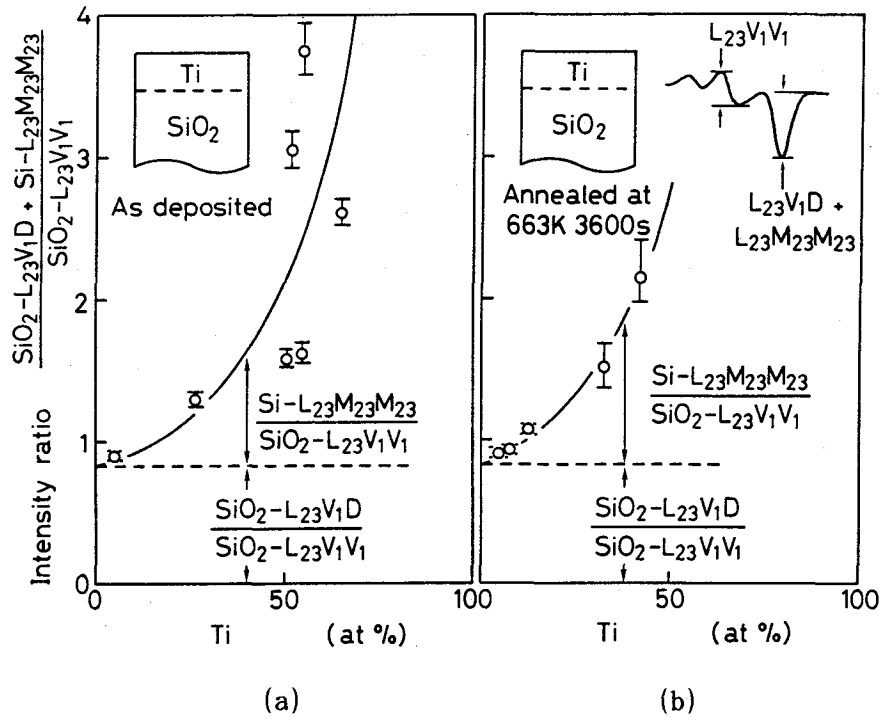 Intensity ratio
SiO2-L23V1D + Si-L23M23M23
SiO2-L23V1V1
4
3
2
1
0
Ti
SiO2
As deposited
Si-L23M23M23
SiO2-L23V1V1
SiO2-L23V1D
SiO2-L23V1V1
0
50
100
Ti (at %)
(a)
Ti
SiO2
Annealed at
663K 3600s
L23V1V1
L23V1D +
L23M23M23
Si-L23M23M23
SiO2-L23V1V1
SiO2-L23V1D
SiO2-L23V1V1
50
100
Ti (at %)
(b)